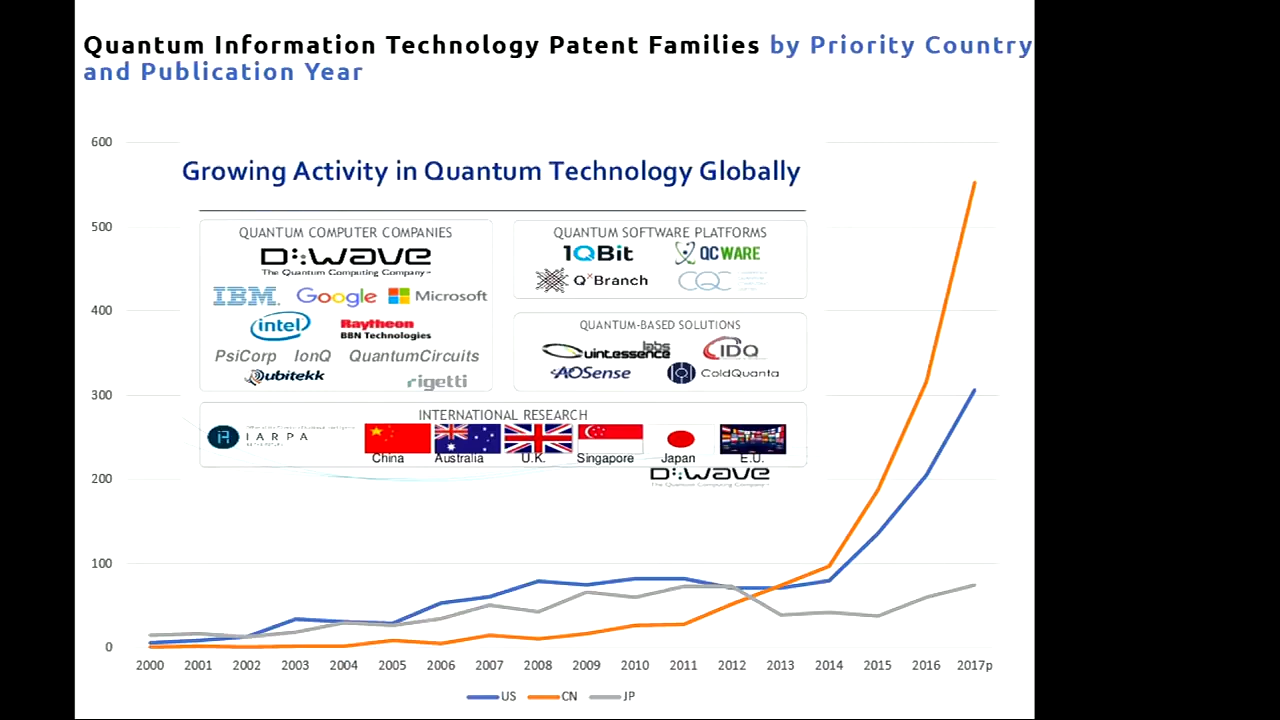 Quantum Information Technology Patent Families by Priority Country
and Publication Year
600
500
400
300
200
100
0
Growing Activity in Quantum Technology Globally
QUANTUM COMPUTER COMPANIES
D:wave
The Quantum Computing Company
IBM Google Microsoft
intel Raytheon
BBN Technologies
PsiCorp IonQ QuantumCircuits
Qubitekk rigetti
QUANTUM SOFTWARE PLATFORMS
1QBit QCWARE
QxBranch CQC
QUANTUM-BASED SOLUTIONS
Quintessence labs IDQ
AOSense ColdQuanta
INTERNATIONAL RESEARCH
IARPA
China Australia U.K. Singapore Japan E.U.
D:wave
The Quantum Computing Company
2000 2001 2002 2003 2004 2005 2006 2007 2008 2009 2010 2011 2012 2013 2014 2015 2016 2017p
US CN JP